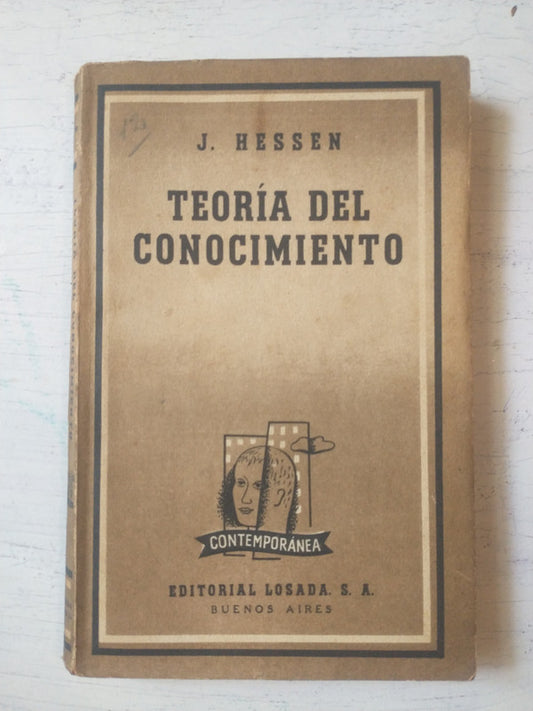 J. HESSEN
TEORÍA DEL
CONOCIMIENTO
CONTEMPORÁNEA
EDITORIAL LOSADA. S. A.
BUENOS AIRES